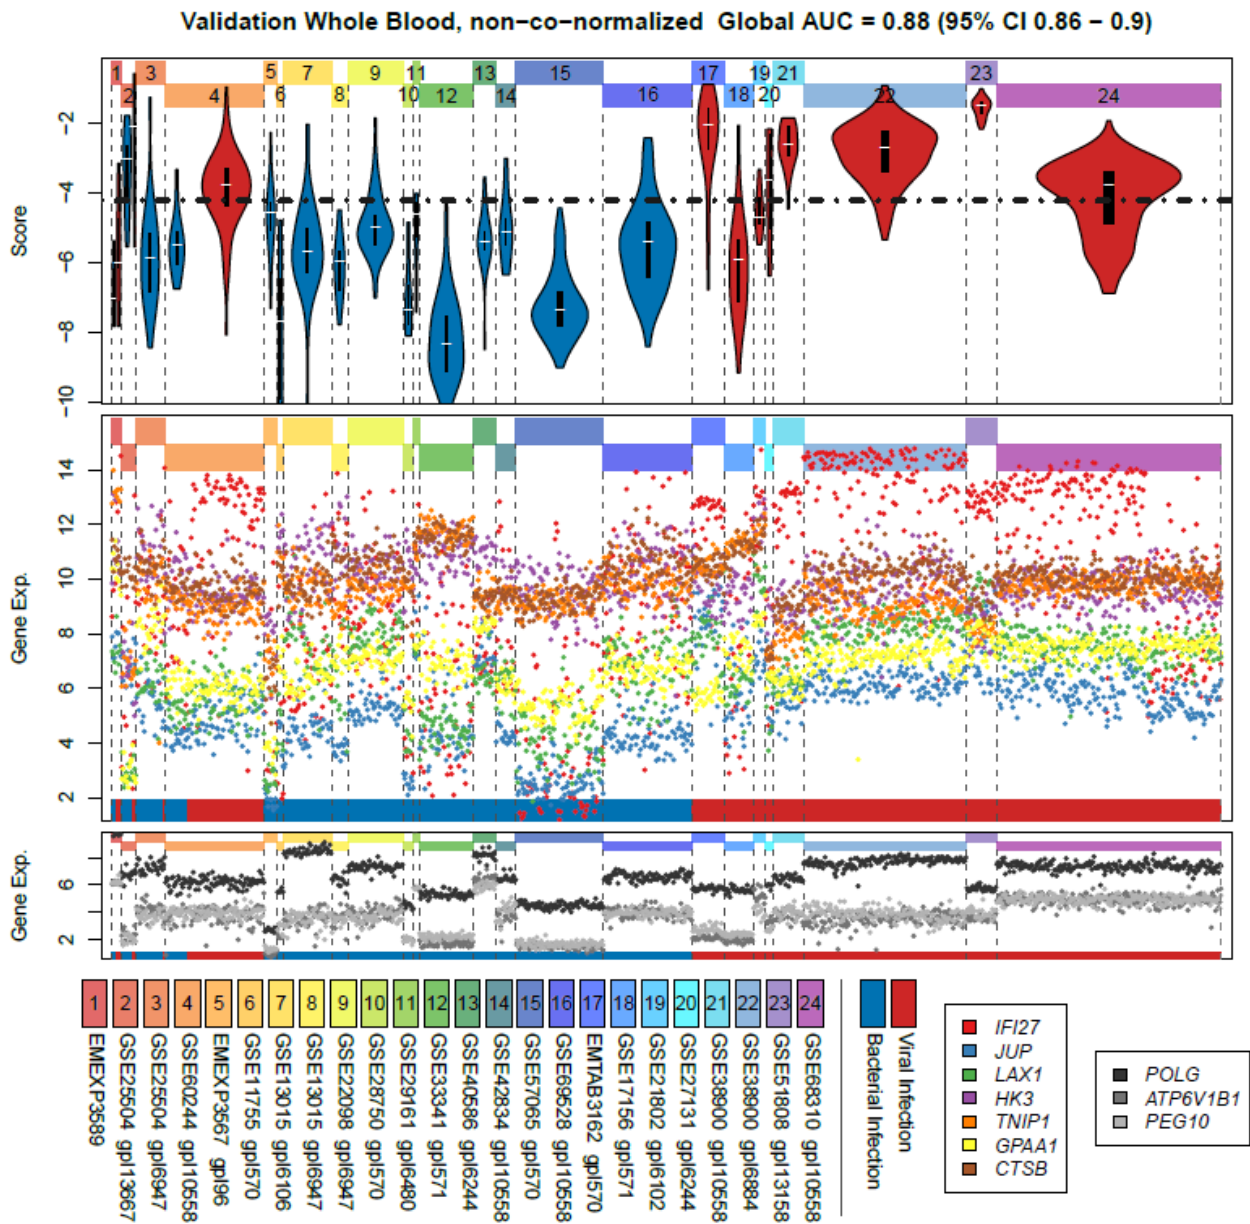 Validation Whole Blood, non−co−normalized Global AUC = 0.88 (95% CI 0.86 − 0.9)
1 3 5 7 9 11 13 15 17 19 21 23
2 4 6 8 10 12 14 16 18 20 22 24
Score
−2
−4
−6
−8
−10
Gene Exp.
14
12
10
8
6
4
2
Gene Exp.
6
2
1 2 3 4 5 6 7 8 9 10 11 12 13 14 15 16 17 18 19 20 21 22 23 24
EMEXP3589
GSE25504 gpl13667
GSE25504 gpl6947
GSE60244 gpl10558
EMEXP3567 gpl96
GSE11755 gpl570
GSE13015 gpl6106
GSE13015 gpl6947
GSE22098 gpl6947
GSE28750 gpl570
GSE29161 gpl6480
GSE33341 gpl571
GSE40586 gpl6244
GSE42834 gpl10558
GSE57065 gpl570
GSE69528 gpl10558
EMTAB3162 gpl570
GSE17156 gpl571
GSE21802 gpl6102
GSE27131 gpl6244
GSE38900 gpl10558
GSE38900 gpl6884
GSE51808 gpl13158
GSE68310 gpl10558
Bacterial Infection
Viral Infection
IFI27
JUP
LAX1
HK3
TNIP1
GPAA1
CTSB
POLG
ATP6V1B1
PEG10